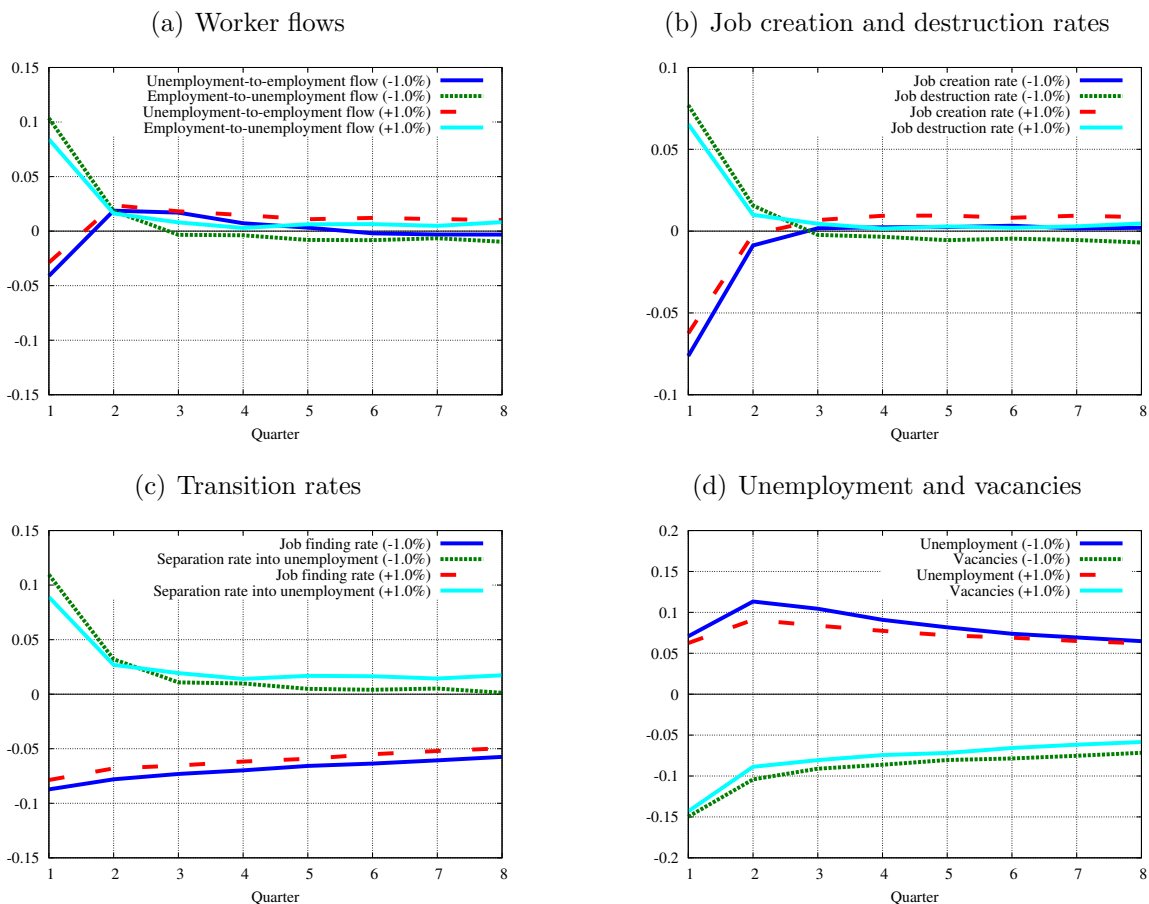 (a) Worker flows
0.15
0.1
0.05
0
-0.05
-0.1
-0.15
Unemployment-to-employment flow (-1.0%)
Employment-to-unemployment flow (-1.0%)
Unemployment-to-employment flow (+1.0%)
Employment-to-unemployment flow (+1.0%)
1 2 3 4 5 6 7 8
Quarter
(b) Job creation and destruction rates
0.1
0.05
0
-0.05
-0.1
Job creation rate (-1.0%)
Job destruction rate (-1.0%)
Job creation rate (+1.0%)
Job destruction rate (+1.0%)
1 2 3 4 5 6 7 8
Quarter
(c) Transition rates
0.15
0.1
0.05
0
-0.05
-0.1
-0.15
Job finding rate (-1.0%)
Separation rate into unemployment (-1.0%)
Job finding rate (+1.0%)
Separation rate into unemployment (+1.0%)
1 2 3 4 5 6 7 8
Quarter
(d) Unemployment and vacancies
0.2
0.15
0.1
0.05
0
-0.05
-0.1
-0.15
-0.2
Unemployment (-1.0%)
Vacancies (-1.0%)
Unemployment (+1.0%)
Vacancies (+1.0%)
1 2 3 4 5 6 7 8
Quarter